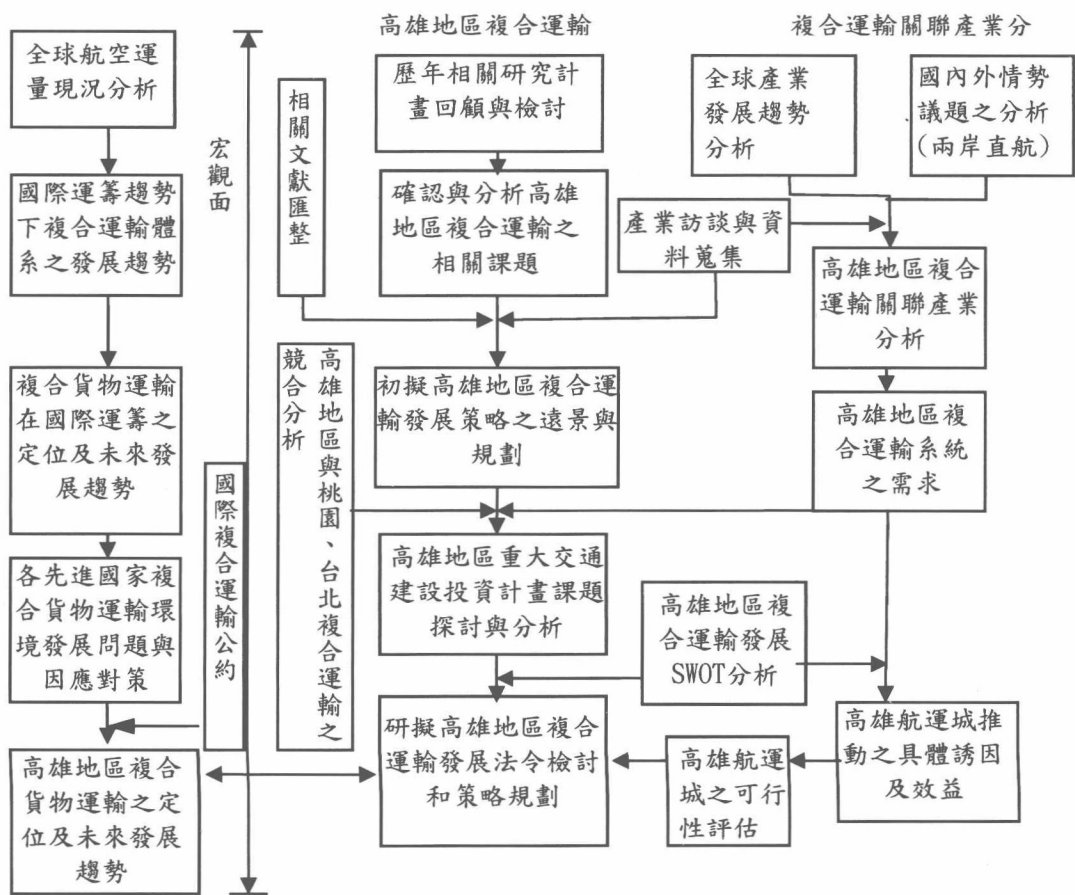 全球航空運
量現況分析
國際運籌趨勢
下複合運輸體
系之發展趨勢
複合貨物運輸
在國際運籌之
定位及未來發
展趨勢
各先進國家複
合貨物運輸環
境發展問題與
因應對策
高雄地區複合
貨物運輸之定
位及未來發展
趨勢
宏觀面
國際複合運輸公約
高雄地區複合運輸
歷年相關研究計
畫回顧與檢討
相關文獻匯整
確認與分析高雄
地區複合運輸之
相關課題
高雄地區與桃園、台北複合運輸之
競合分析
初擬高雄地區複合運
輸發展策略之遠景與
規劃
高雄地區重大交通
建設投資計畫課題
探討與分析
研擬高雄地區複合
運輸發展法令檢討
和策略規劃
複合運輸關聯產業分
全球產業
發展趨勢
分析
國內外情勢
議題之分析
(兩岸直航)
產業訪談與資
料蒐集
高雄地區複合
運輸關聯產業
分析
高雄地區複
合運輸系統
之需求
高雄地區複
合運輸發展
SWOT分析
高雄航運城推
動之具體誘因
及效益
高雄航運
城之可行
性評估